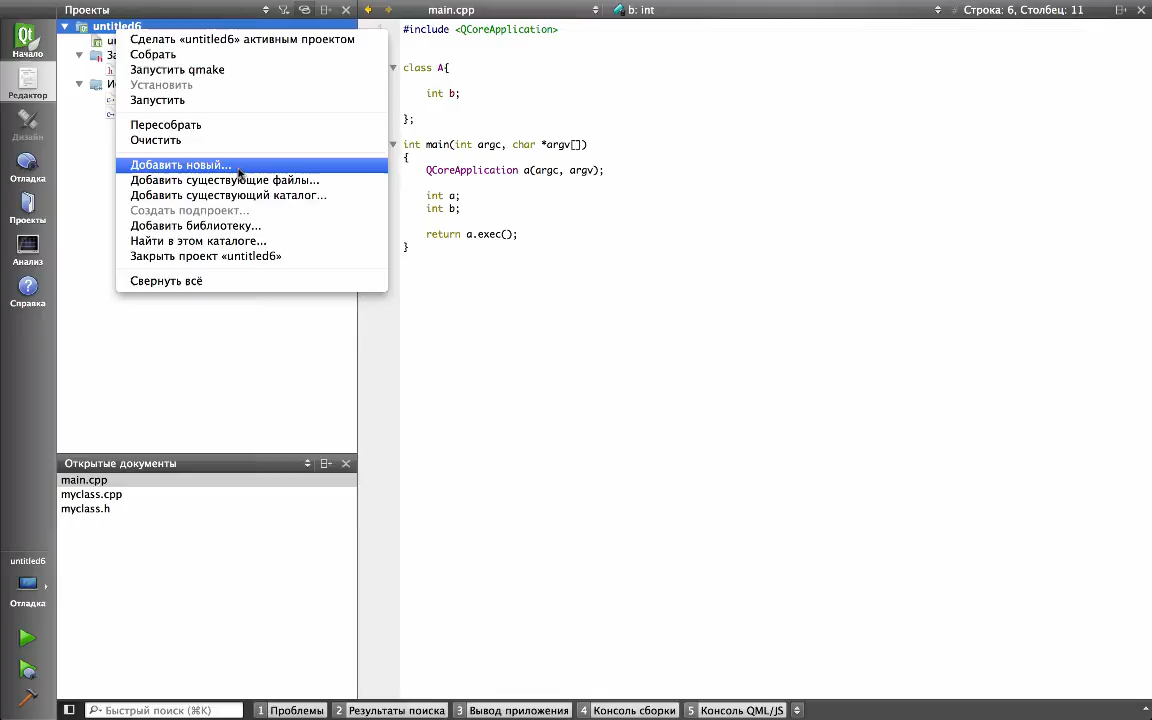 Проекты
main.cpp
b: int
Строка: 6, Столбец: 11
untitled6
Сделать «untitled6» активным проектом
Собрать
Запустить qmake
Установить
Запустить
Пересобрать
Очистить
Добавить новый...
Добавить существующие файлы...
Добавить существующий каталог...
Создать подпроект...
Добавить библиотеку...
Найти в этом каталоге...
Закрыть проект «untitled6»
Свернуть всё
Qt
Начало
Редактор
Дизайн
Отладка
Проекты
Анализ
Справка
#include <QCoreApplication>
class A{
int b;
};
int main(int argc, char *argv[])
{
QCoreApplication a(argc, argv);
int a;
int b;
return a.exec();
}
Открытые документы
main.cpp
myclass.cpp
myclass.h
untitled6
Отладка
Быстрый поиск (⌘K)
1 Проблемы
2 Результаты поиска
3 Вывод приложения
4 Консоль сборки
5 Консоль QML/JS